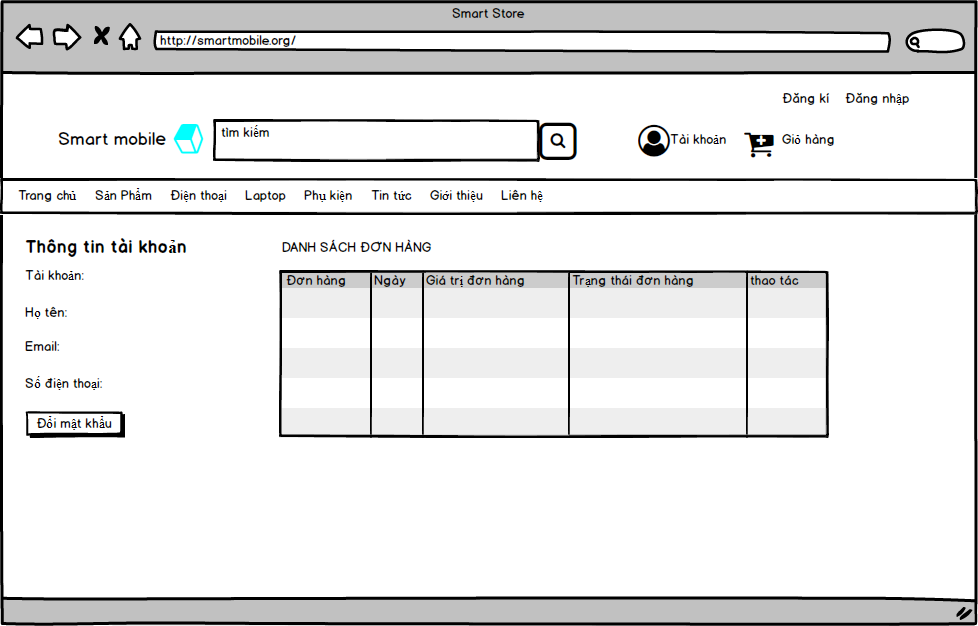 Smart Store
http://smartmobile.org/
Đăng kí Đăng nhập
Smart mobile tìm kiếm Tài khoản Giỏ hàng
Trang chủ Sản Phẩm Điện thoại Laptop Phụ kiện Tin tức Giới thiệu Liên hệ
Thông tin tài khoản
DANH SÁCH ĐƠN HÀNG
Tài khoản:
Đơn hàng Ngày Giá trị đơn hàng Trạng thái đơn hàng thao tác
Họ tên:
Email:
Số điện thoại:
Đổi mật khẩu